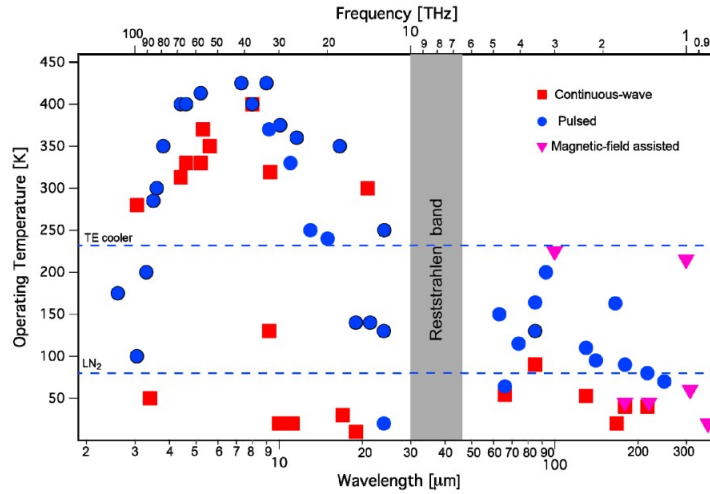 Frequency [THz]
100 90 80 70 60 50 40 30 20 10 9 8 7 6 5 4 3 2 1 0.9
450
400
350
300
250
200
150
100
50
Operating Temperature [K]
Continuous-wave
Pulsed
Magnetic-field assisted
TE cooler
LN2
Reststrahlen band
2 3 4 5 6 7 8 9 10 20 30 40 50 60 70 80 90 100 200 300
Wavelength [μm]